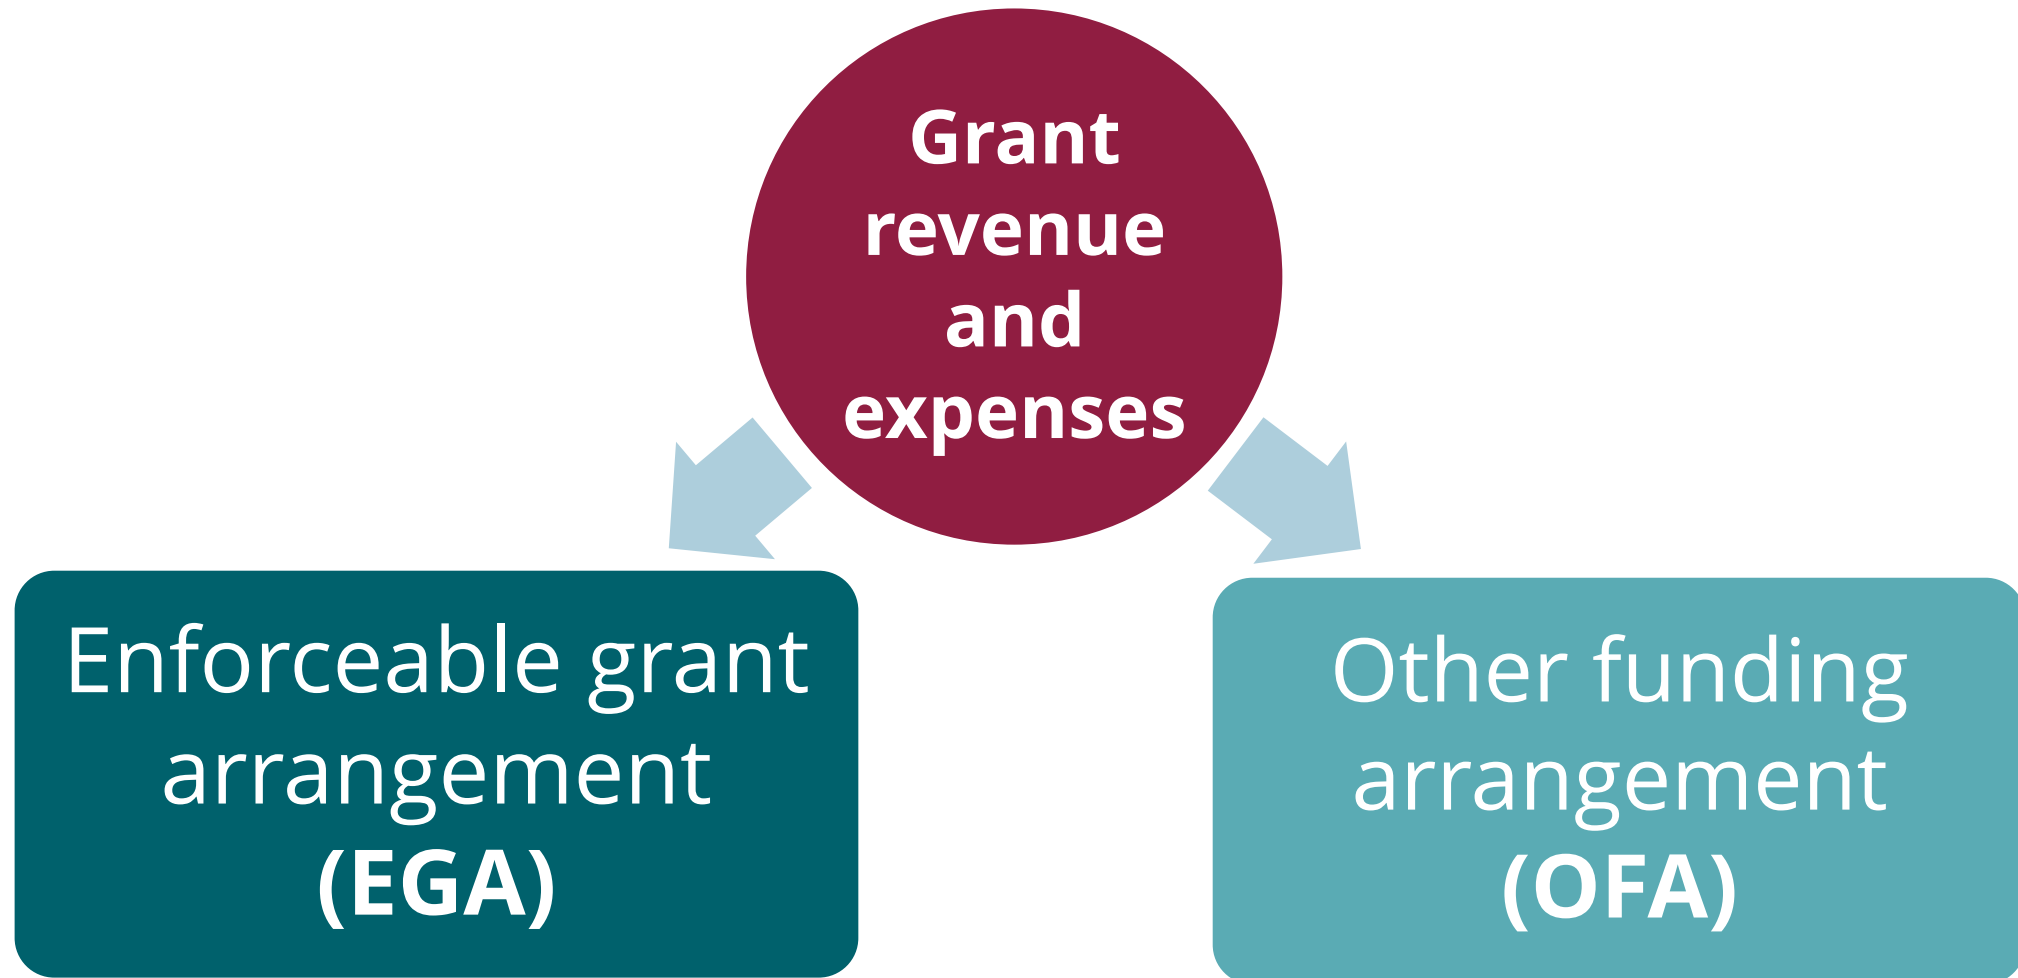 Grant
revenue
and
expenses
Enforceable grant
arrangement
(EGA)
Other funding
arrangement
(OFA)